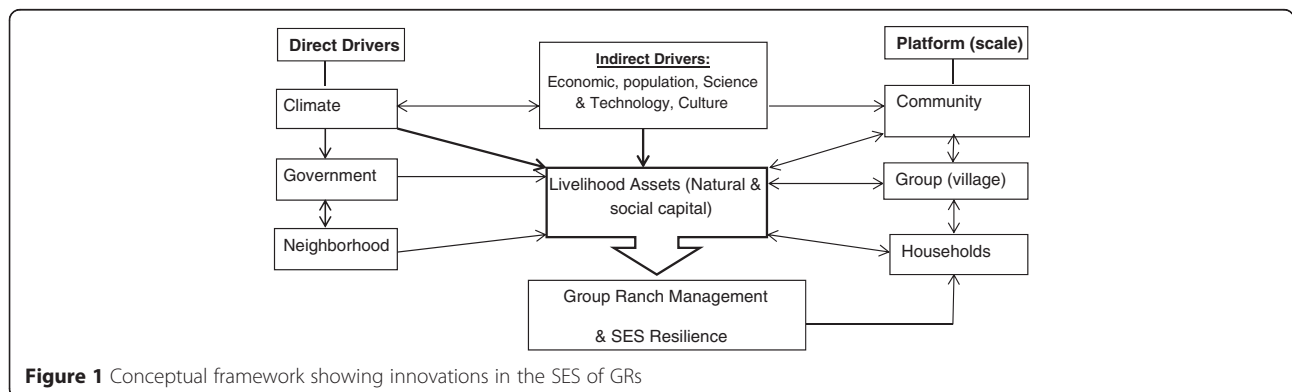 Direct Drivers
Climate
Government
Neighborhood
Indirect Drivers:
Economic, population, Science
& Technology, Culture
Livelihood Assets (Natural &
social capital)
Group Ranch Management
& SES Resilience
Platform (scale)
Community
Group (village)
Households
Figure 1 Conceptual framework showing innovations in the SES of GRs